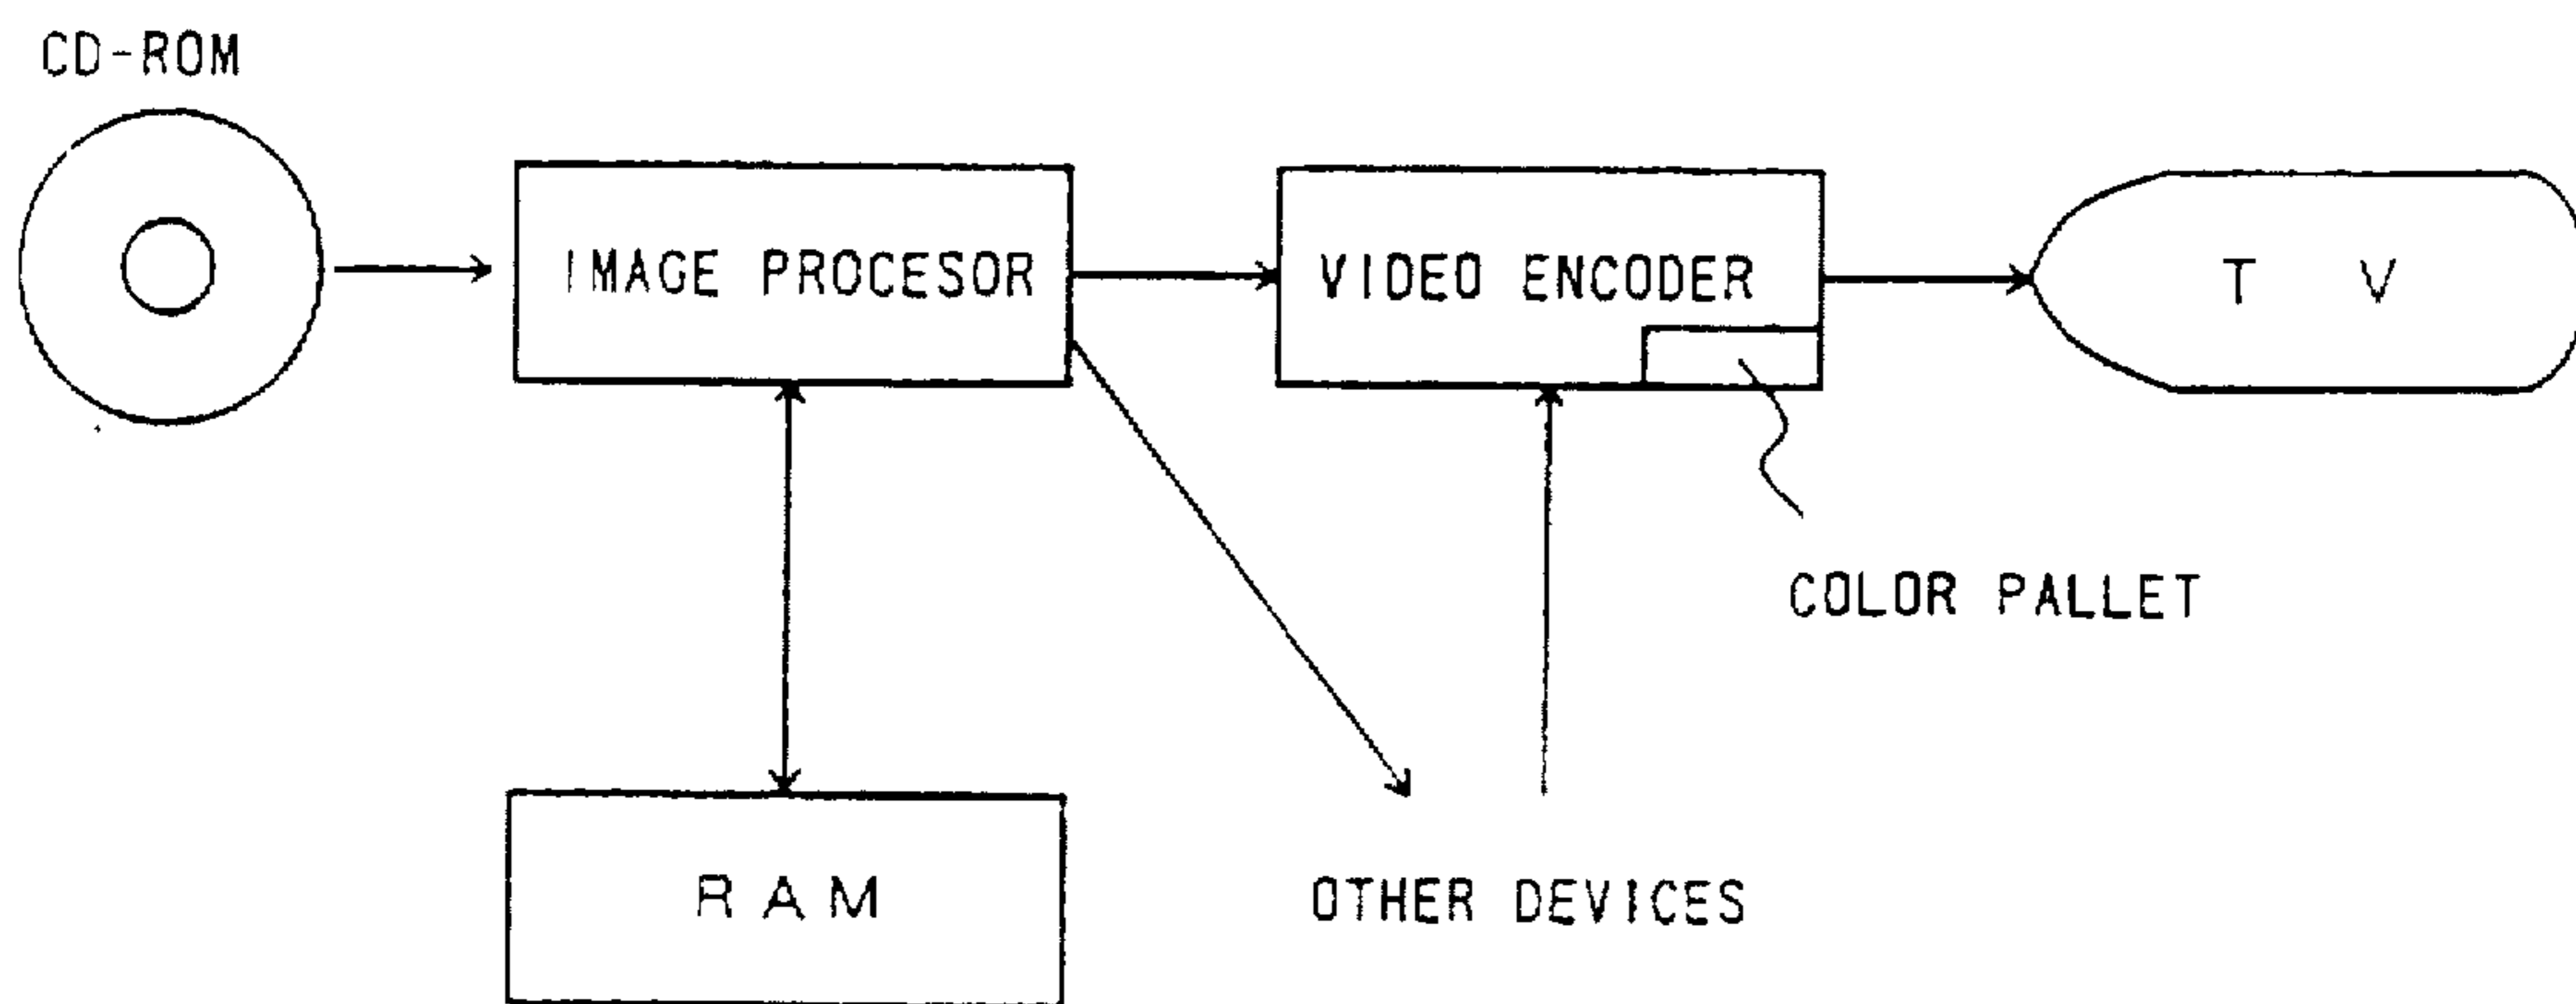 CD-ROM
IMAGE PROCESOR
VIDEO ENCODER
T V
COLOR PALLET
RAM
OTHER DEVICES